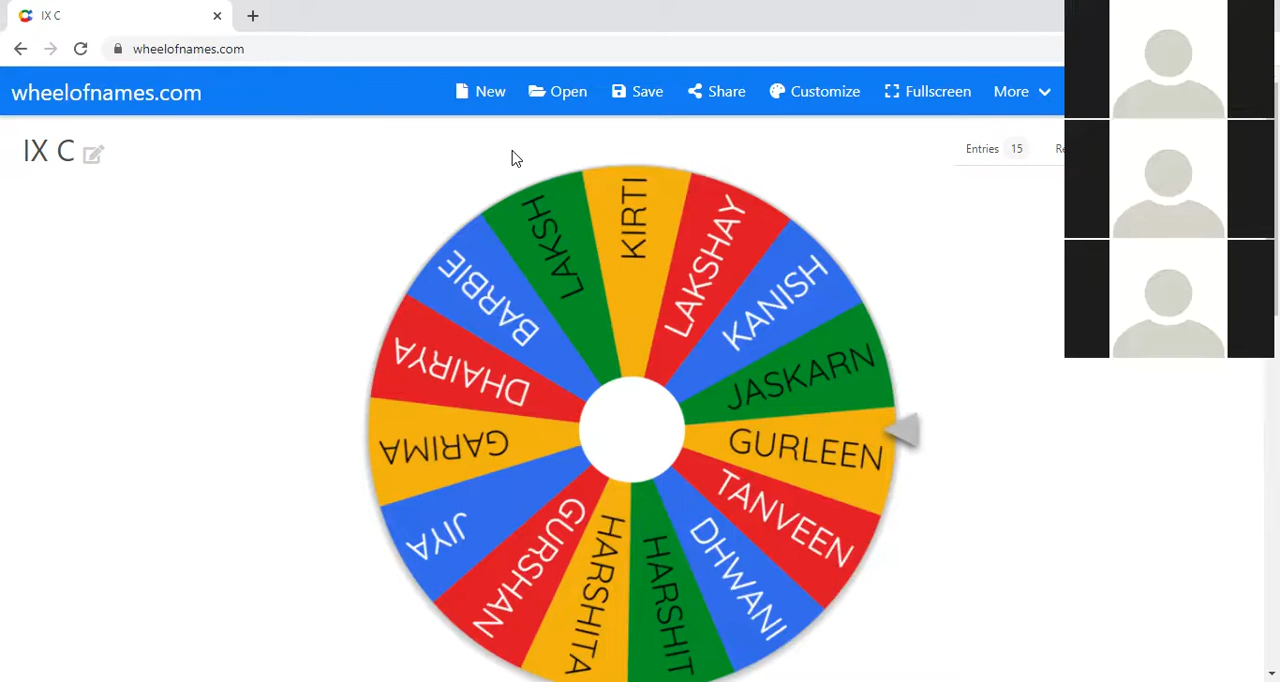 IX C
wheelofnames.com
wheelofnames.com
New
Open
Save
Share
Customize
Fullscreen
More
IX C
Entries 15
Re
KIRTI
LAKSHAY
KANISH
JASKARN
GURLEEN
TANVEEN
DHWANI
HARSHIT
HARSHITA
GURSHAN
JIYA
GARIMA
DHAIRYA
BARBIE
LAKSH